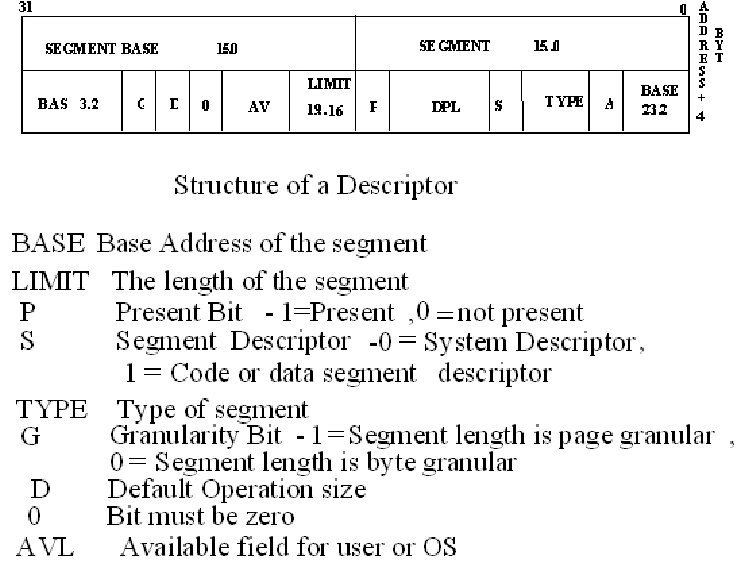 31 0
SEGMENT BASE 15.0 SEGMENT 15.0
BAS 3.2 G 0 AV LIMIT 19.16 P DPL S TYPE A BASE 232
BYT
ADDRESS+4
Structure of a Descriptor
BASE Base Address of the segment
LIMIT The length of the segment
P Present Bit - 1=Present ,0 =not present
S Segment Descriptor -0 = System Descriptor,
1 = Code or data segment descriptor
TYPE Type of segment
G Granularity Bit - 1=Segment length is page granular ,
0= Segment length is byte granular
D Default Operation size
0 Bit must be zero
AVL Available field for user or OS